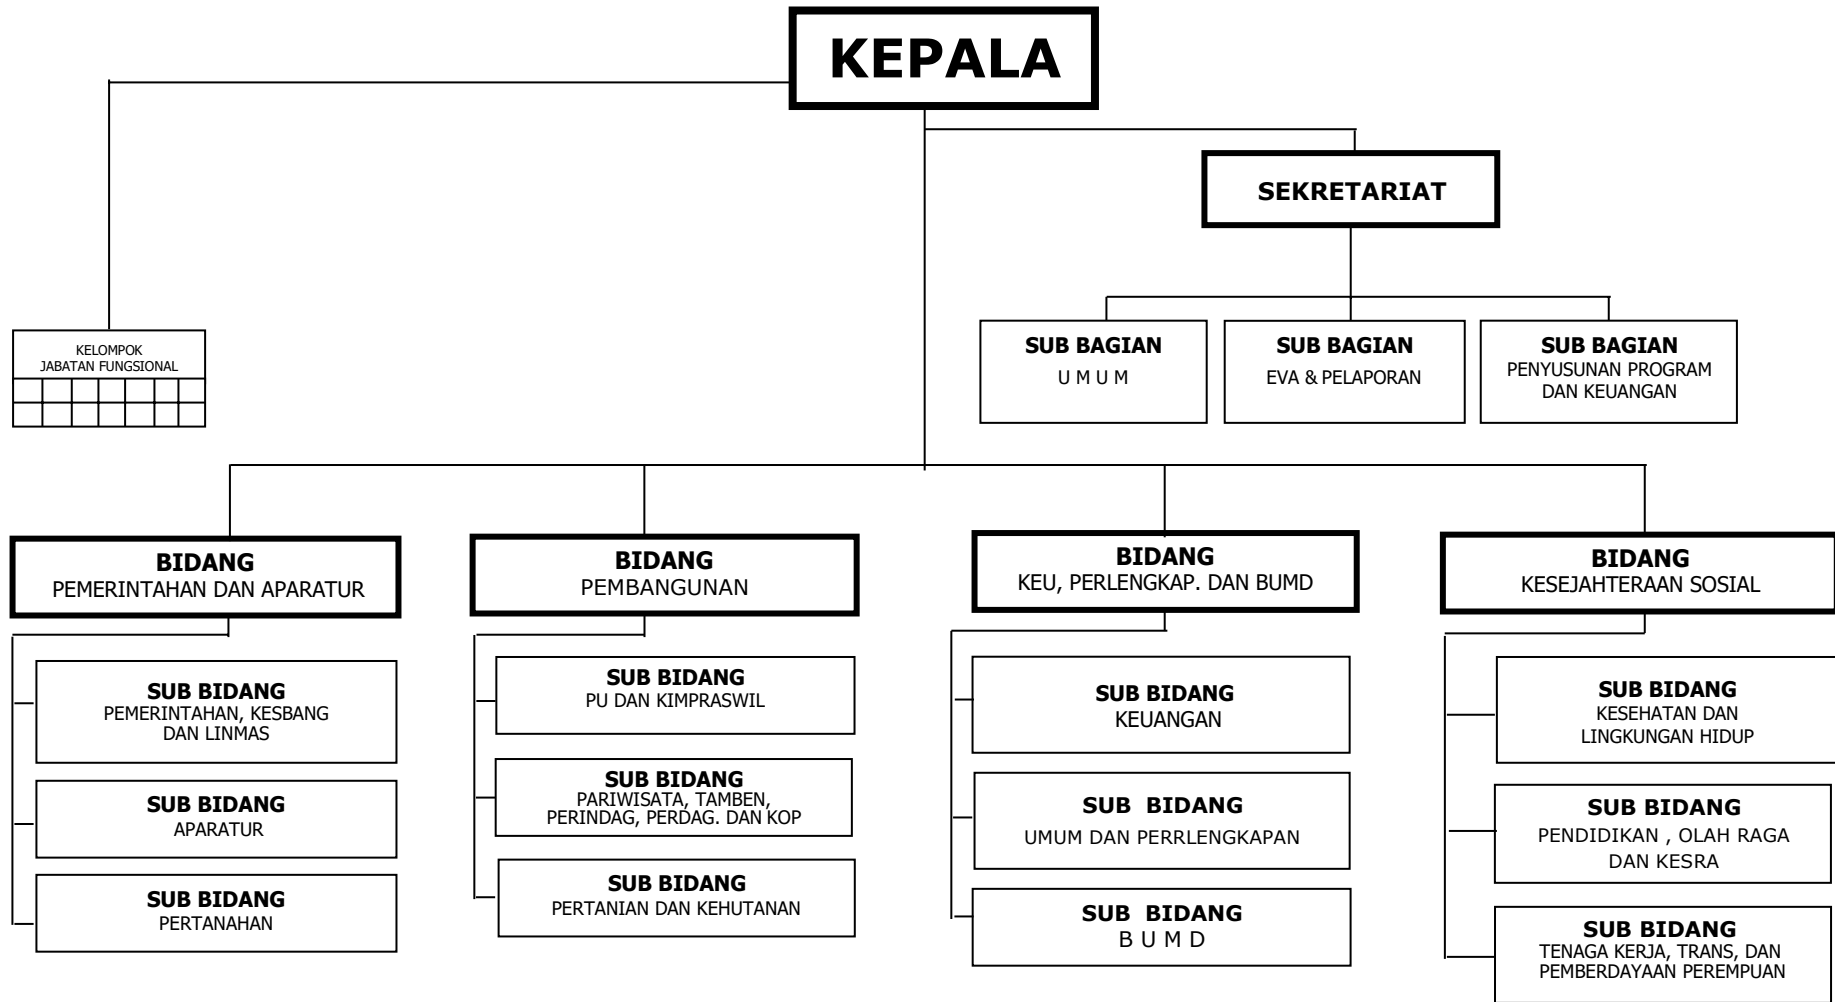 KEPALA
SEKRETARIAT
KELOMPOK
JABATAN FUNGSIONAL
SUB BAGIAN
U M U M
SUB BAGIAN
EVA & PELAPORAN
SUB BAGIAN
PENYUSUNAN PROGRAM
DAN KEUANGAN
BIDANG
PEMERINTAHAN DAN APARATUR
BIDANG
PEMBANGUNAN
BIDANG
KEU, PERLENGKAP. DAN BUMD
BIDANG
KESEJAHTERAAN SOSIAL
SUB BIDANG
PEMERINTAHAN, KESBANG
DAN LINMAS
SUB BIDANG
APARATUR
SUB BIDANG
PERTANAHAN
SUB BIDANG
PU DAN KIMPRASWIL
SUB BIDANG
PARIWISATA, TAMBEN,
PERINDAG, PERDAG. DAN KOP
SUB BIDANG
PERTANIAN DAN KEHUTANAN
SUB BIDANG
KEUANGAN
SUB BIDANG
UMUM DAN PERRLENGKAPAN
SUB BIDANG
B U M D
SUB BIDANG
KESEHATAN DAN
LINGKUNGAN HIDUP
SUB BIDANG
PENDIDIKAN , OLAH RAGA
DAN KESRA
SUB BIDANG
TENAGA KERJA, TRANS, DAN
PEMBERDAYAAN PEREMPUAN